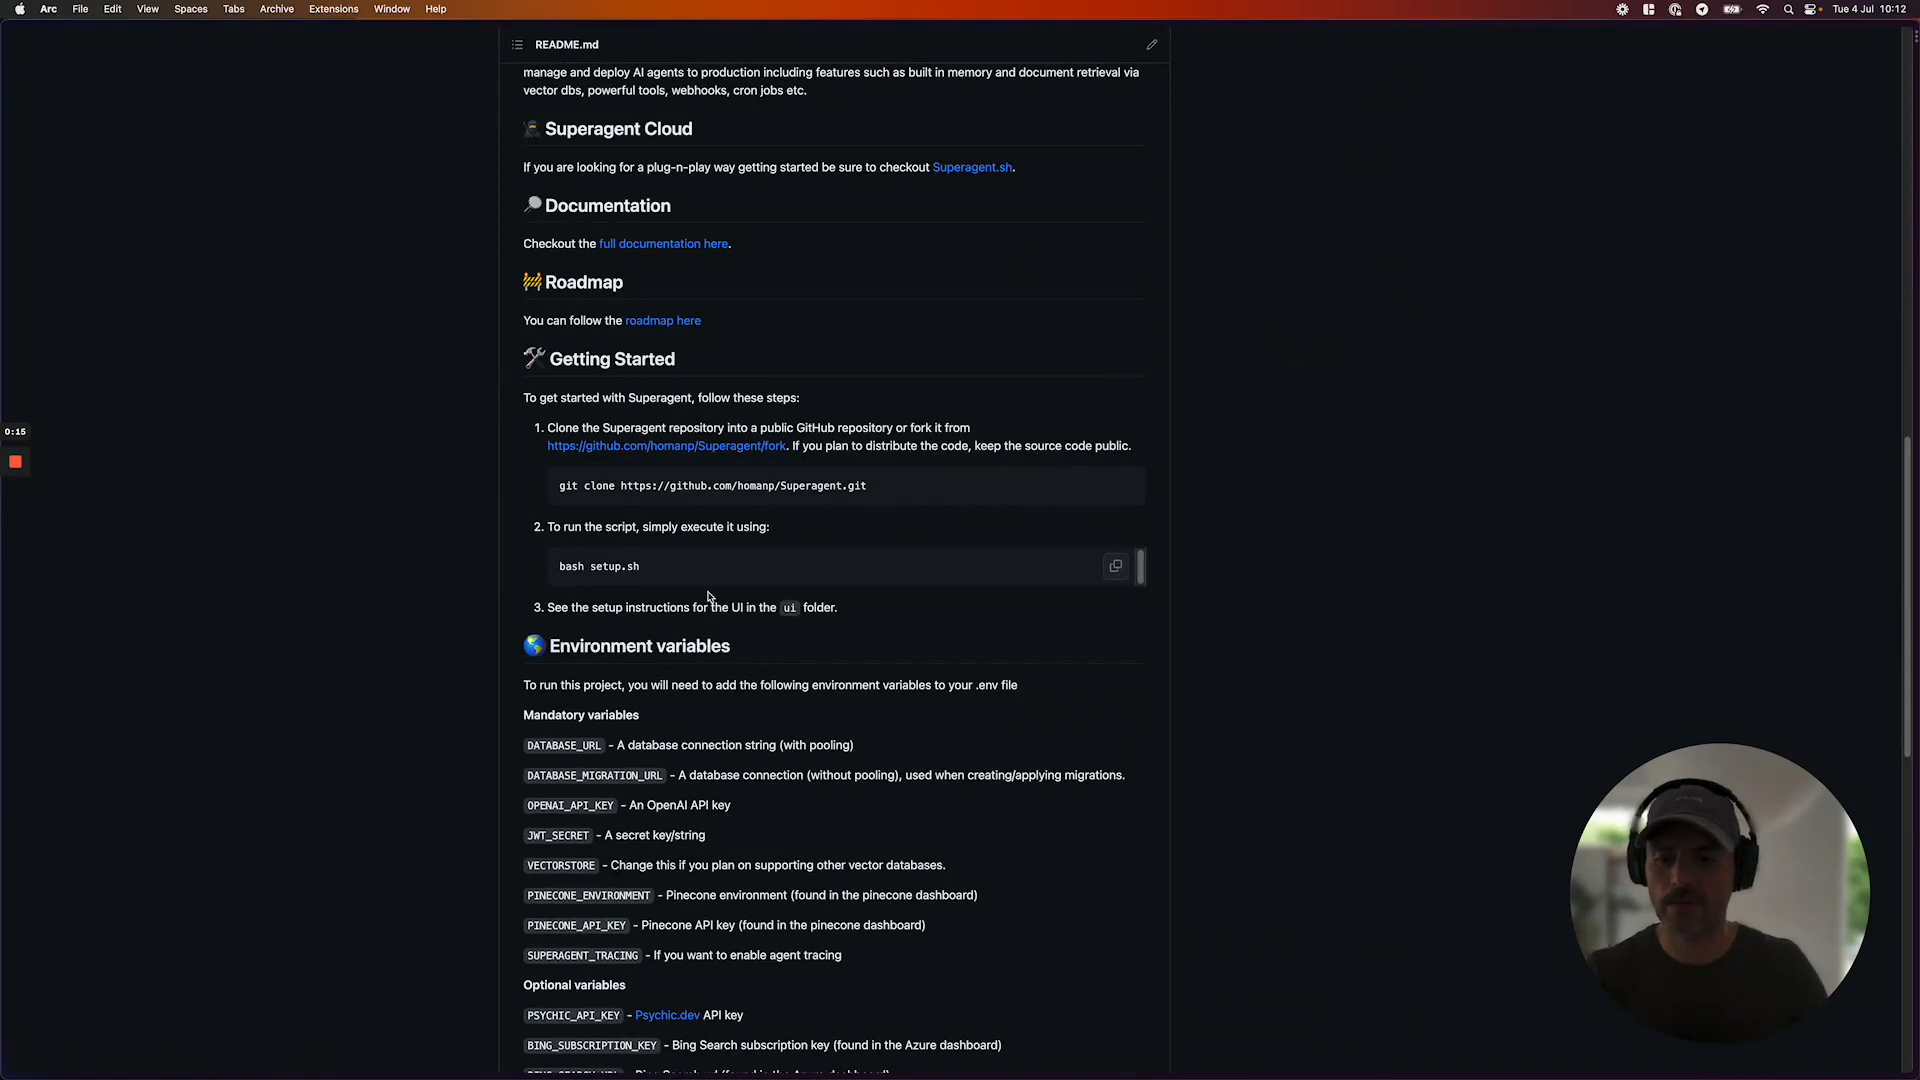 Arc File Edit View Spaces Tabs Archive Extensions Window Help Tue 4 Jul 10:12
README.md
manage and deploy AI agents to production including features such as built in memory and document retrieval via
vector dbs, powerful tools, webhooks, cron jobs etc.
Superagent Cloud
If you are looking for a plug-n-play way getting started be sure to checkout Superagent.sh.
Documentation
Checkout the full documentation here.
Roadmap
You can follow the roadmap here
Getting Started
To get started with Superagent, follow these steps:
1. Clone the Superagent repository into a public GitHub repository or fork it from
https://github.com/homanp/Superagent/fork. If you plan to distribute the code, keep the source code public.
0:15
git clone https://github.com/homanp/Superagent.git
2. To run the script, simply execute it using:
bash setup.sh
3. See the setup instructions for the UI in the ui folder.
Environment variables
To run this project, you will need to add the following environment variables to your .env file
Mandatory variables
DATABASE_URL - A database connection string (with pooling)
DATABASE_MIGRATION_URL - A database connection (without pooling), used when creating/applying migrations.
OPENAI_API_KEY - An OpenAI API key
JWT_SECRET - A secret key/string
VECTORSTORE - Change this if you plan on supporting other vector databases.
PINECONE_ENVIRONMENT - Pinecone environment (found in the pinecone dashboard)
PINECONE_API_KEY - Pinecone API key (found in the pinecone dashboard)
SUPERAGENT_TRACING - If you want to enable agent tracing
Optional variables
PSYCHIC_API_KEY - Psychic.dev API key
BING_SUBSCRIPTION_KEY - Bing Search subscription key (found in the Azure dashboard)